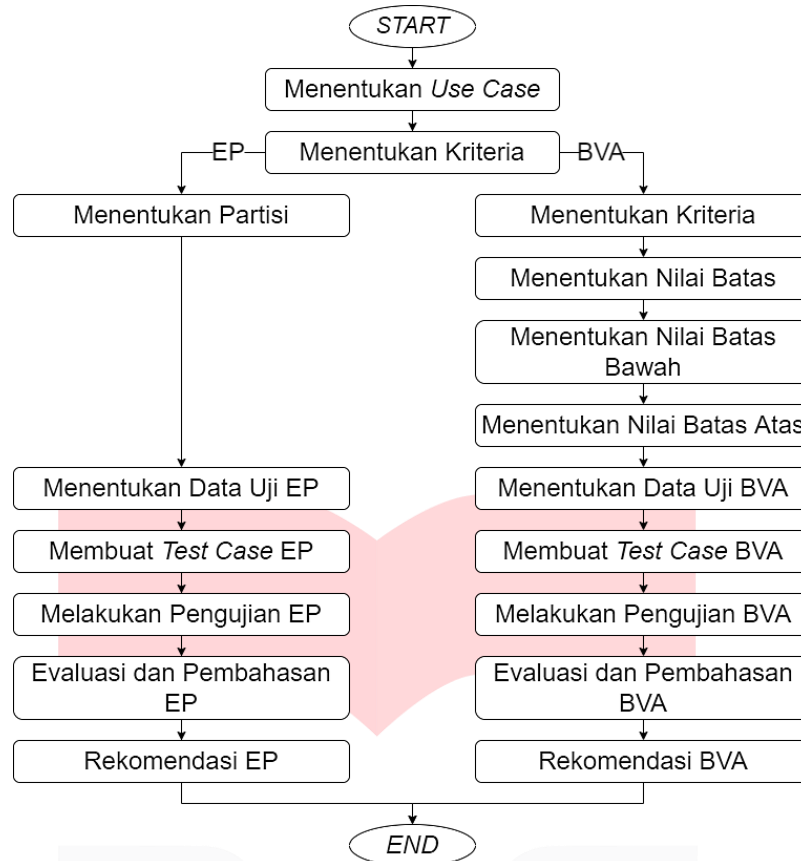 START
Menentukan Use Case
EP
Menentukan Kriteria
BVA
Menentukan Partisi
Menentukan Kriteria
Menentukan Nilai Batas
Menentukan Nilai Batas
Bawah
Menentukan Nilai Batas Atas
Menentukan Data Uji EP
Menentukan Data Uji BVA
Membuat Test Case EP
Membuat Test Case BVA
Melakukan Pengujian EP
Melakukan Pengujian BVA
Evaluasi dan Pembahasan
EP
Evaluasi dan Pembahasan
BVA
Rekomendasi EP
Rekomendasi BVA
END